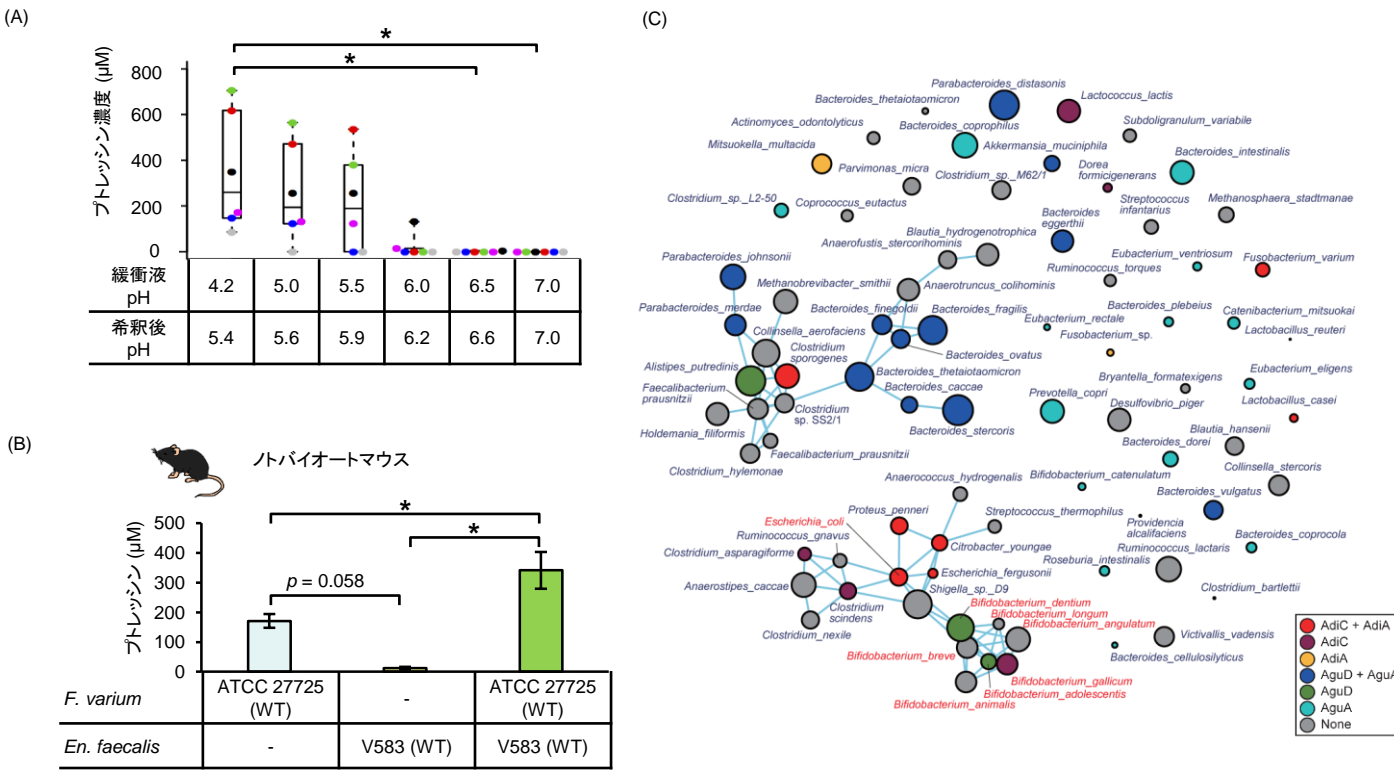 (A)
*
*
プトレッシン濃度 (µM)
800
600
400
200
0
緩衝液
pH
4.2
5.0
5.5
6.0
6.5
7.0
希釈後
pH
5.4
5.6
5.9
6.2
6.6
7.0
(B)
ノトバイオートマウス
*
*
p = 0.058
プトレッシン (µM)
500
400
300
200
100
0
F. varium
ATCC 27725
(WT)
-
ATCC 27725
(WT)
En. faecalis
-
V583 (WT)
V583 (WT)
(C)
Parabacteroides_distasonis
Bacteroides_thetaiotaomicron
Lactococcus_lactis
Actinomyces_odontolyticus
Bacteroides_coprophilus
Subdoligranulum_variabile
Mitsuokella_multacida
Akkermansia_muciniphila
Bacteroides_intestinalis
Parvimonas_micra
Dorea
formicigenerans
Clostridium_sp._M62/1
Clostridium_sp._L2-50
Coprococcus_eutactus
Streptococcus
infantarius
Methanosphaera_stadtmanae
Bacteroides
eggerthii
Blautia_hydrogenotrophica
Anaerofustis_stercorihominis
Eubacterium_ventriosum
Fusobacterium_varium
Parabacteroides_johnsonii
Ruminococcus_torques
Methanobrevibacter_smithii
Anaerotruncus_colihominis
Parabacteroides_merdae
Bacteroides_finegoldii
Bacteroides_fragilis
Bacteroides_plebeius
Catenibacterium_mitsuokai
Eubacterium_rectale
Collinsella_aerofaciens
Lactobacillus_reuteri
Fusobacterium_sp.
Clostridium
sporogenes
Bacteroides_ovatus
Alistipes_putredinis
Bacteroides_thetaiotaomicron
Eubacterium_eligens
Faecalibacterium
prausnitzii
Bacteroides_caccae
Bryantella_formatexigens
Prevotella_copri
Desulfovibrio_piger
Lactobacillus_casei
Clostridium
sp. SS2/1
Bacteroides_stercoris
Holdemania_filiformis
Blautia_hansenii
Bacteroides_dorei
Faecalibacterium_prausnitzii
Clostridium_hylemonae
Collinsella_stercoris
Anaerococcus_hydrogenalis
Bifidobacterium_catenulatum
Bacteroides_vulgatus
Proteus_penneri
Streptococcus_thermophilus
Escherichia_coli
Providencia
alcalifaciens
Bacteroides_coprocola
Ruminococcus_gnavus
Clostridium_asparagiforme
Citrobacter_youngae
Ruminococcus_lactaris
Roseburia_intestinalis
Escherichia_fergusonii
Anaerostipes_caccae
Shigella_sp._D9
Clostridium_bartlettii
Clostridium
scindens
Bifidobacterium_dentium
Bifidobacterium_longum
Bifidobacterium_angulatum
Clostridium_nexile
Victivallis_vadensis
Bifidobacterium_breve
Bacteroides_cellulosilyticus
Bifidobacterium_gallicum
Bifidobacterium_adolescentis
Bifidobacterium_animalis
AdiC + AdiA
AdiC
AdiA
AguD + AguA
AguD
AguA
None